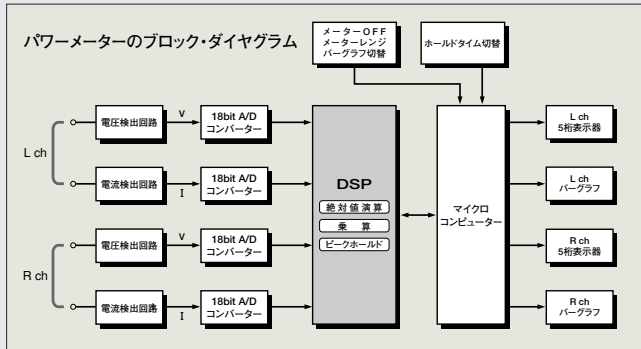 パワーメーターのブロック・ダイヤグラム
メーターOFF
メーターレンジ
バーグラフ切替
ホールドタイム切替
L ch
電圧検出回路
V
18bit A/D
コンバーター
電流検出回路
I
18bit A/D
コンバーター
R ch
電圧検出回路
V
18bit A/D
コンバーター
電流検出回路
I
18bit A/D
コンバーター
DSP
絶対値演算
乗算
ピークホールド
マイクロ
コンピューター
L ch
5桁表示器
L ch
バーグラフ
R ch
5桁表示器
R ch
バーグラフ